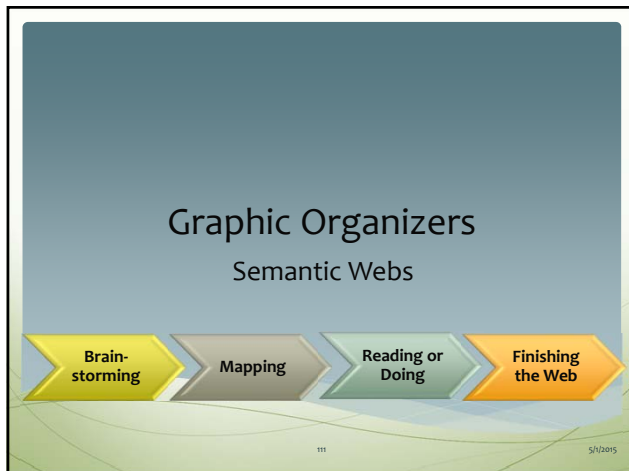 Graphic Organizers
Semantic Webs
Brain-
storming
Mapping
Reading or
Doing
Finishing
the Web
111
5/1/2015